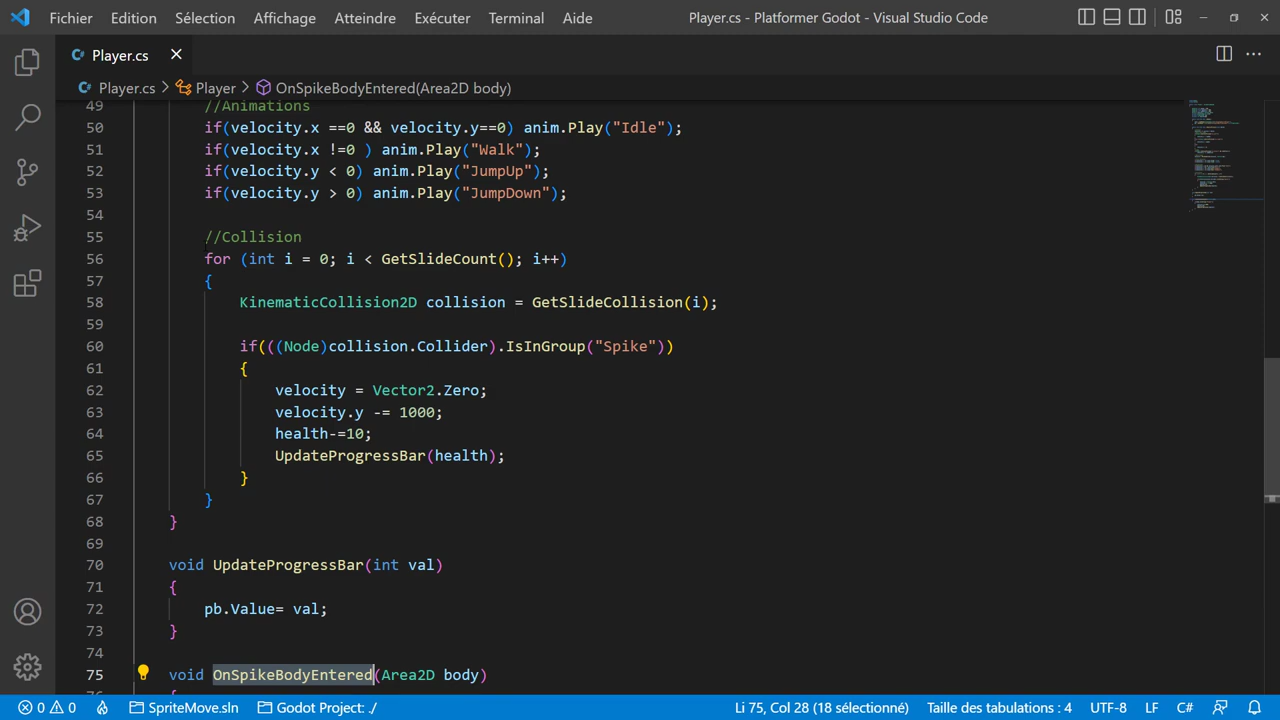 Fichier Edition Sélection Affichage Atteindre Exécuter Terminal Aide Player.cs - Platformer Godot - Visual Studio Code
Player.cs
Player.cs > Player > OnSpikeBodyEntered(Area2D body)
49 //Animations
50 if(velocity.x ==0 && velocity.y==0) anim.Play("Idle");
51 if(velocity.x !=0 ) anim.Play("Walk");
52 if(velocity.y < 0) anim.Play("JumpUp");
53 if(velocity.y > 0) anim.Play("JumpDown");
54
55 //Collision
56 for (int i = 0; i < GetSlideCount(); i++)
57 {
58 KinematicCollision2D collision = GetSlideCollision(i);
59
60 if(((Node)collision.Collider).IsInGroup("Spike"))
61 {
62 velocity = Vector2.Zero;
63 velocity.y -= 1000;
64 health-=10;
65 UpdateProgressBar(health);
66 }
67 }
68 }
69
70 void UpdateProgressBar(int val)
71 {
72 pb.Value= val;
73 }
74
75 void OnSpikeBodyEntered(Area2D body)
76 {
0 0 SpriteMove.sln Godot Project: ./ Li 75, Col 28 (18 sélectionné) Taille des tabulations : 4 UTF-8 LF C#